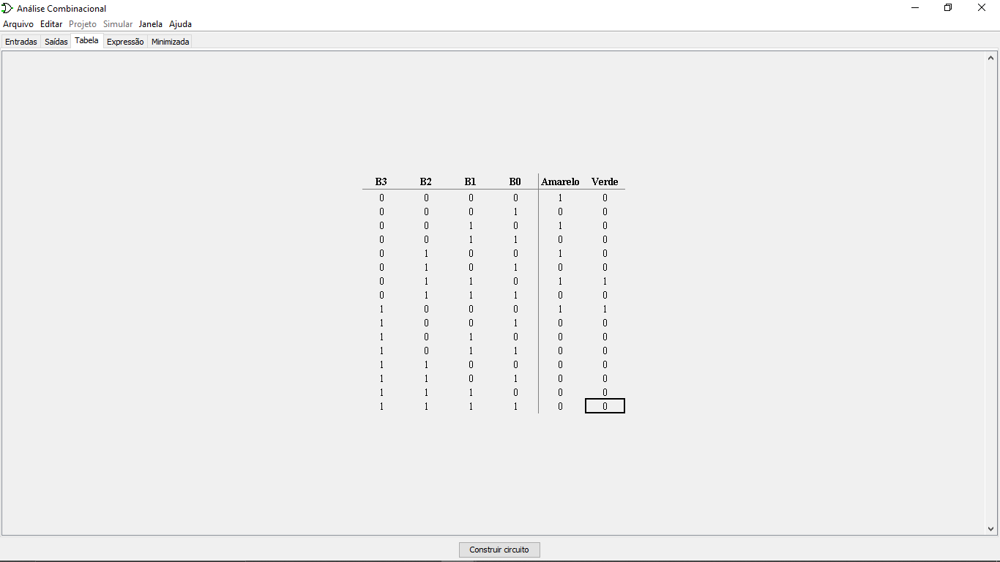 Análise Combinacional
Arquivo Editar Projeto Simular Janela Ajuda
Entradas Saídas Tabela Expressão Minimizada
B3 B2 B1 B0 Amarelo Verde
0 0 0 0 1 0
0 0 0 1 0 0
0 0 1 0 1 0
0 0 1 1 0 0
0 1 0 0 1 0
0 1 0 1 0 0
0 1 1 0 1 1
0 1 1 1 0 0
1 0 0 0 1 1
1 0 0 1 0 0
1 0 1 0 0 0
1 0 1 1 0 0
1 1 0 0 0 0
1 1 0 1 0 0
1 1 1 0 0 0
1 1 1 1 0 0
Construir circuito